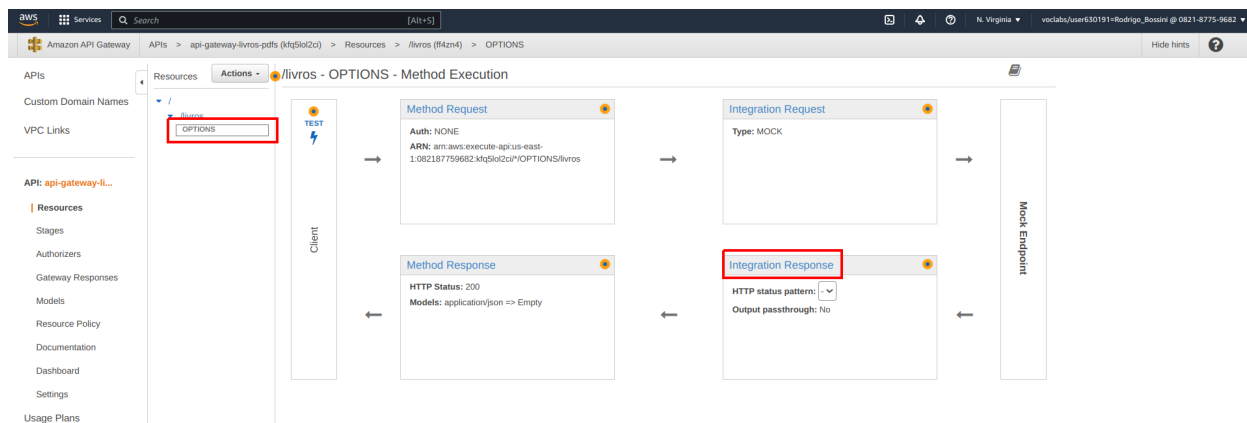 aws Services Search [Alt+S] N. Virginia voclabs/user630191=Rodrigo_Bossini @ 0821-8775-9682
Amazon API Gateway APIs > api-gateway-livros-pdfs (kfq5lol2ci) > Resources > /livros (ff4zn4) > OPTIONS Hide hints ?
APIs
Custom Domain Names
VPC Links
API: api-gateway-li...
Resources
Stages
Authorizers
Gateway Responses
Models
Resource Policy
Documentation
Dashboard
Settings
Usage Plans
Resources Actions
/
/livros
OPTIONS
/livros - OPTIONS - Method Execution
TEST
Client
Method Request
Auth: NONE
ARN: arn:aws:execute-api:us-east-
1:082187759682:kfq5lol2ci/*/OPTIONS/livros
Integration Request
Type: MOCK
Method Response
HTTP Status: 200
Models: application/json => Empty
Integration Response
HTTP status pattern: -
Output passthrough: No
Mock Endpoint